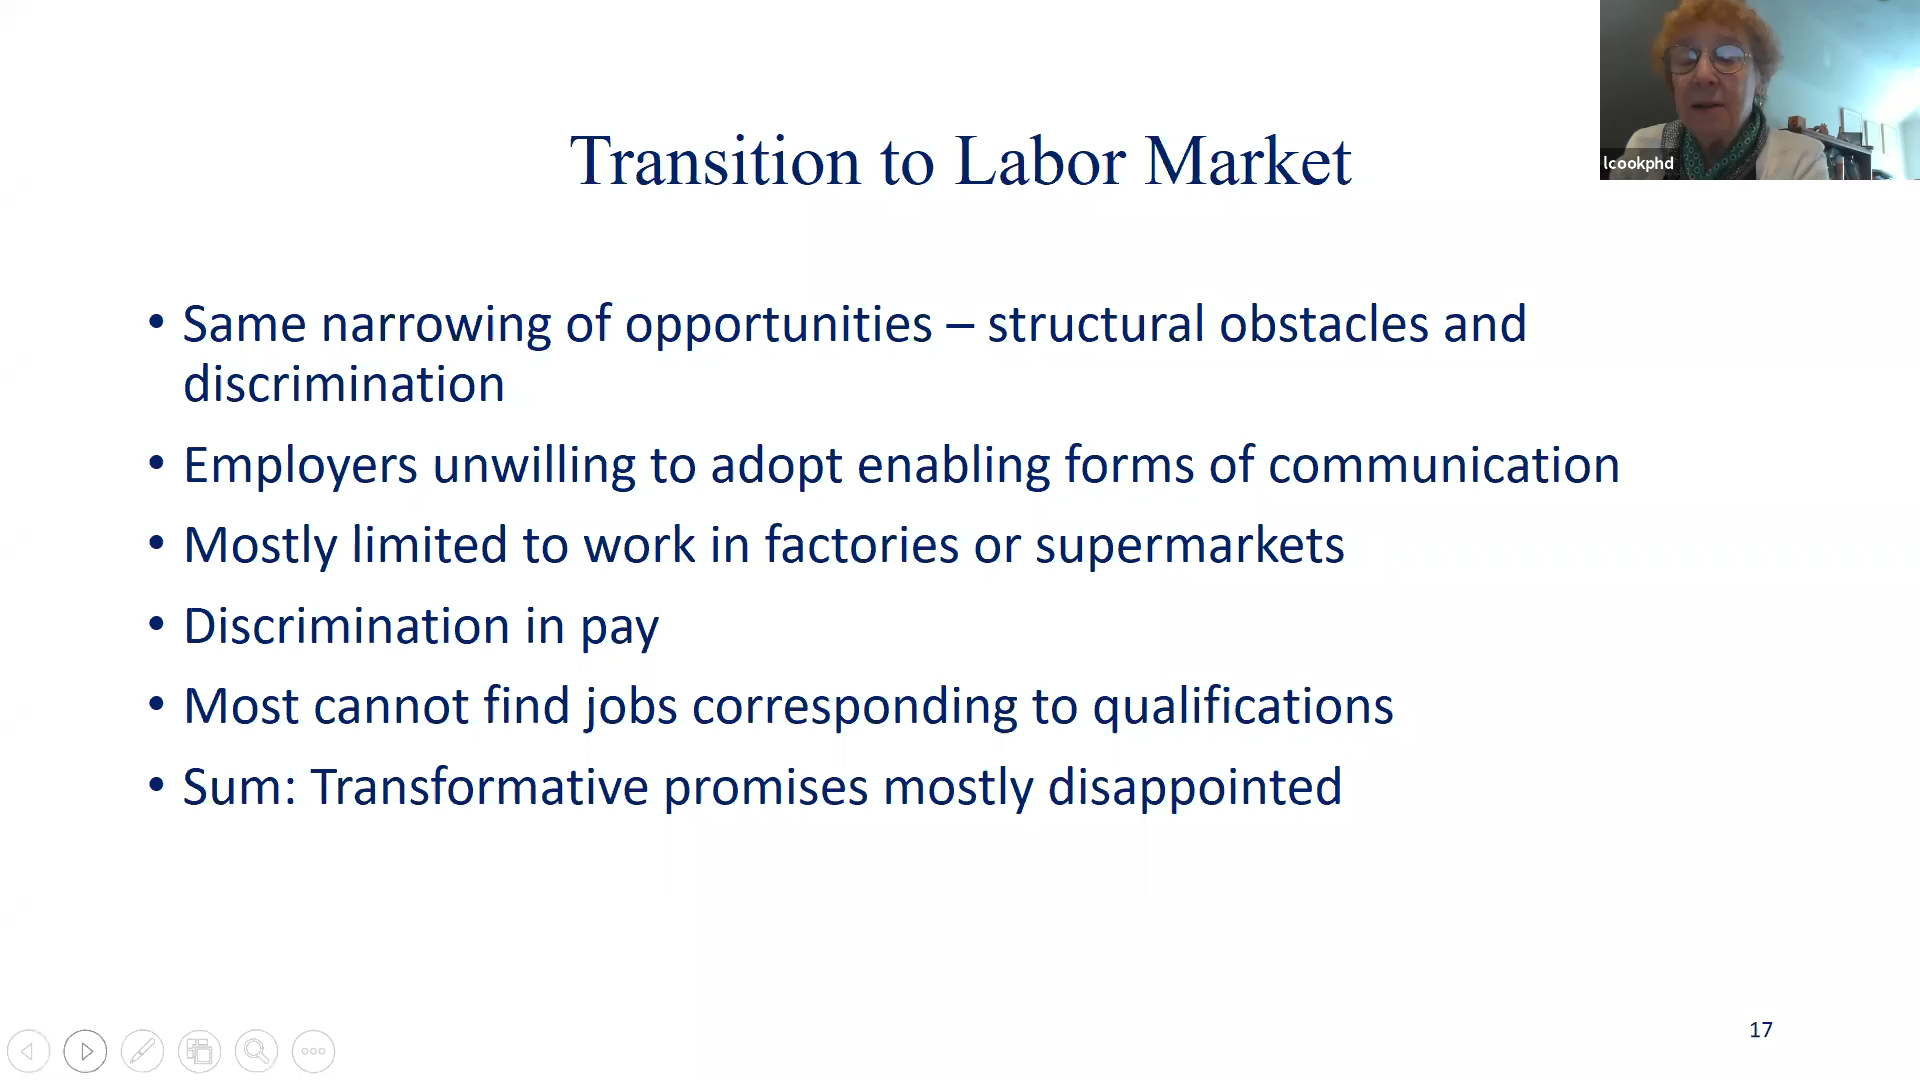 lcookphd
Transition to Labor Market
• Same narrowing of opportunities – structural obstacles and
discrimination
• Employers unwilling to adopt enabling forms of communication
• Mostly limited to work in factories or supermarkets
• Discrimination in pay
• Most cannot find jobs corresponding to qualifications
• Sum: Transformative promises mostly disappointed
17